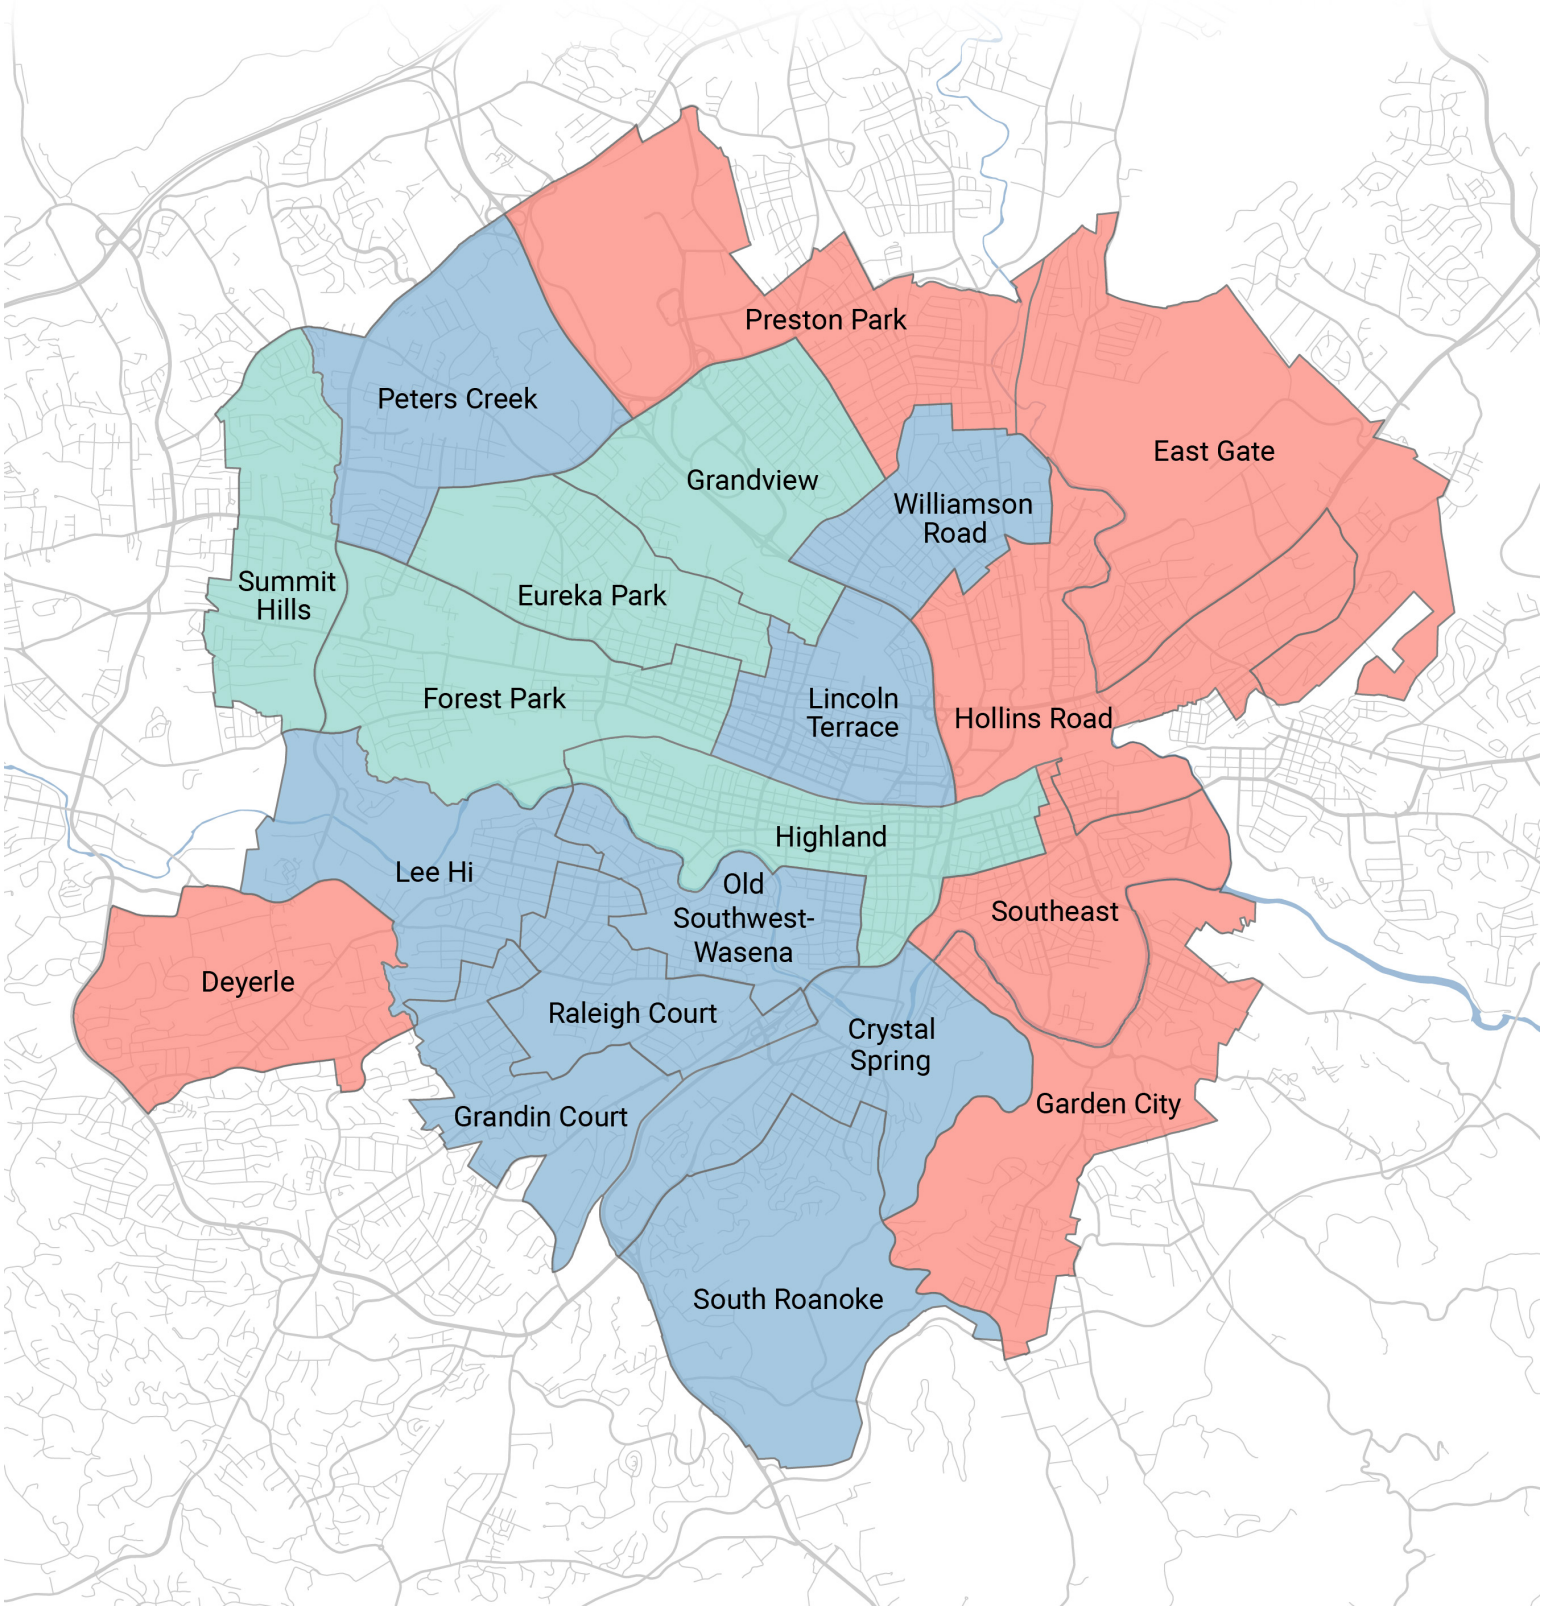 Preston Park
Peters Creek
East Gate
Grandview
Williamson
Road
Summit
Hills
Eureka Park
Forest Park
Lincoln
Terrace
Hollins Road
Highland
Lee Hi
Old
Southwest-
Wasena
Southeast
Deyerle
Raleigh Court
Crystal
Spring
Garden City
Grandin Court
South Roanoke